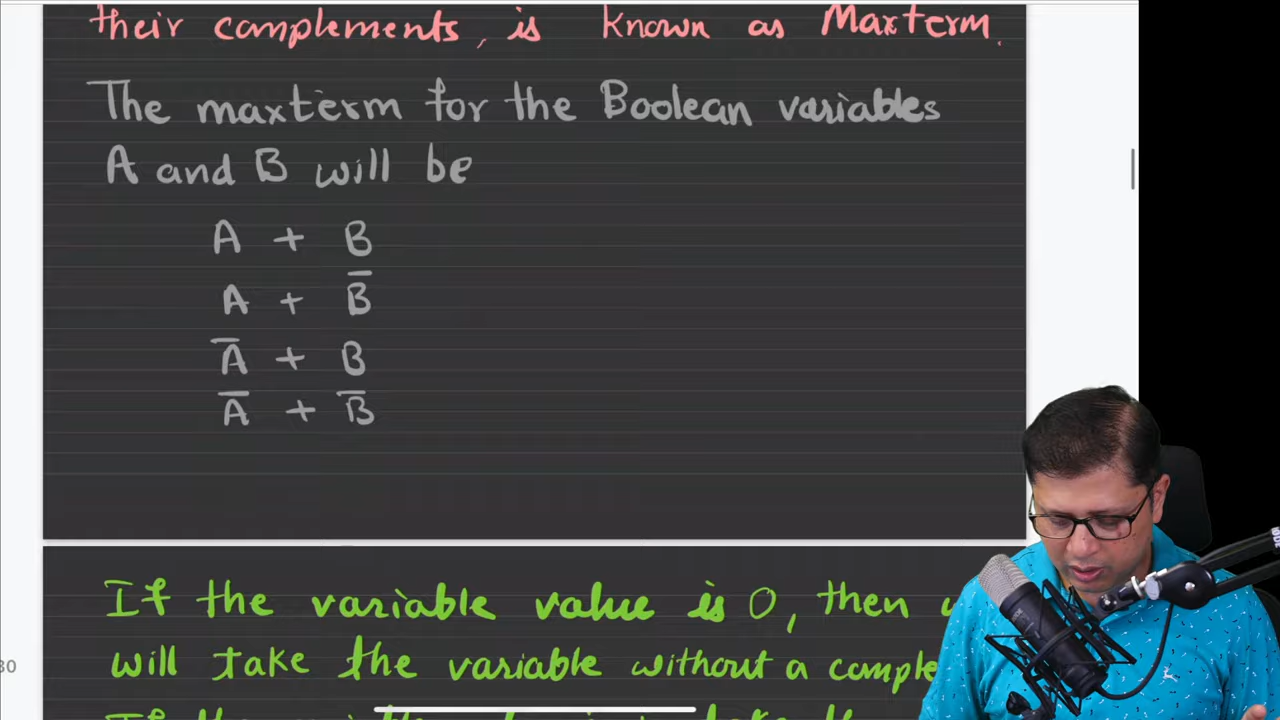 their complements, is known as Maxterm.
The maxterm for the Boolean variables
A and B will be
A + B
A + B̅
A̅ + B
A̅ + B̅
If the variable value is 0, then
30
will take the variable without a